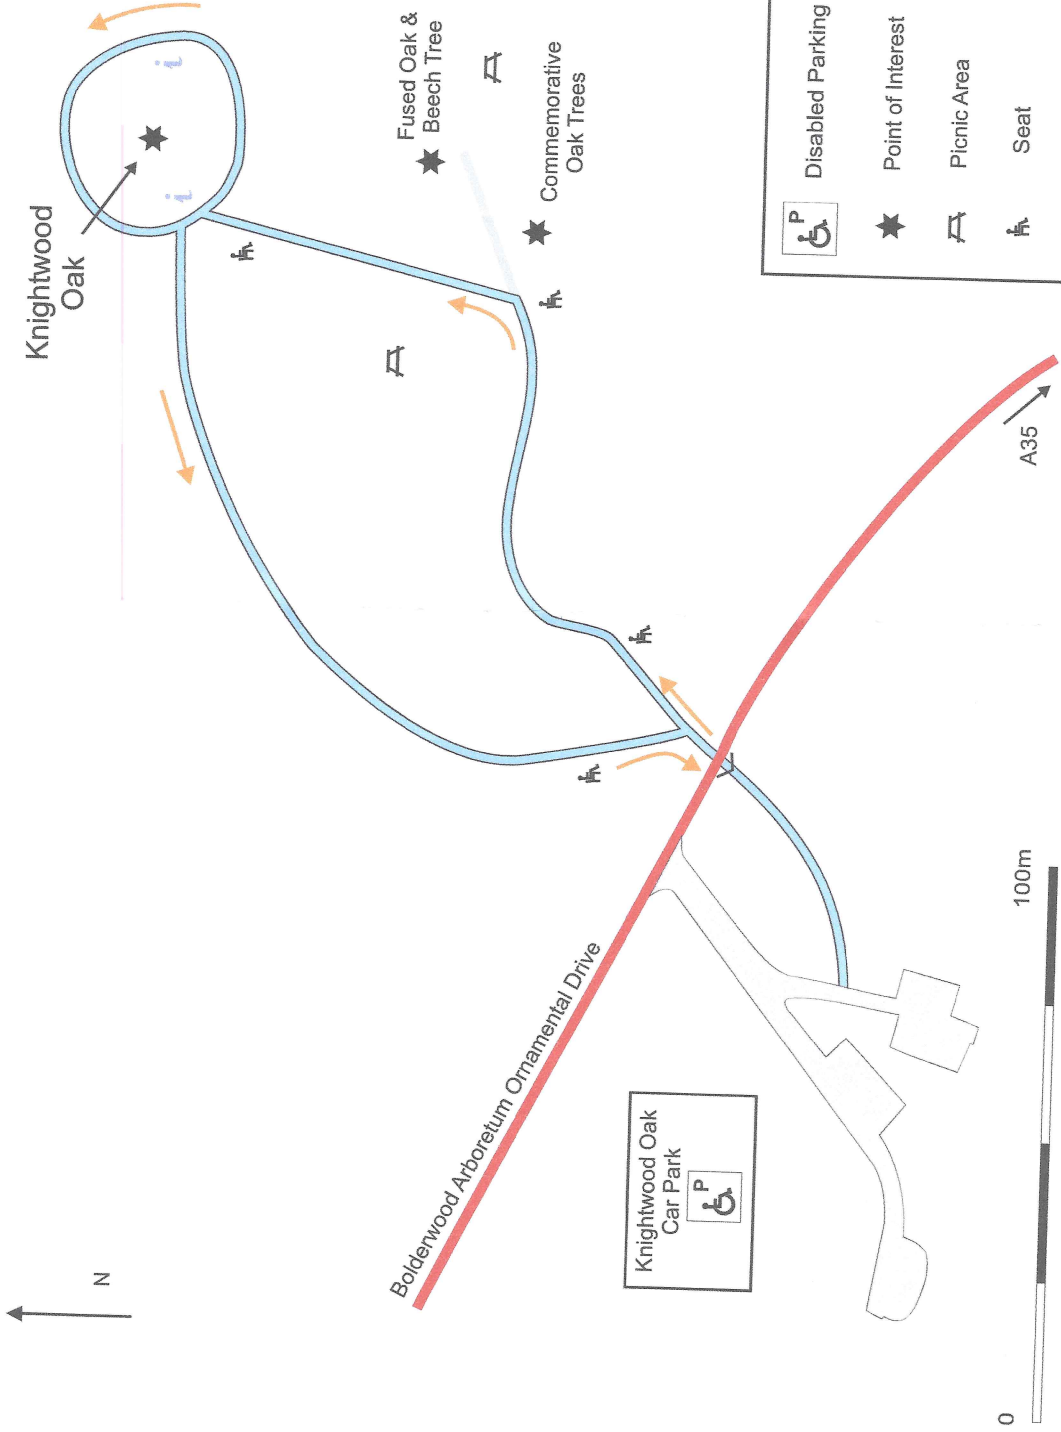 Knightwood
Oak
i
i
Fused Oak &
Beech Tree
Commemorative
Oak Trees
P
Disabled Parking
Point of Interest
Picnic Area
Seat
A35
N
Bolderwood Arboretum Ornamental Drive
Knightwood Oak
Car Park
P
0
100m